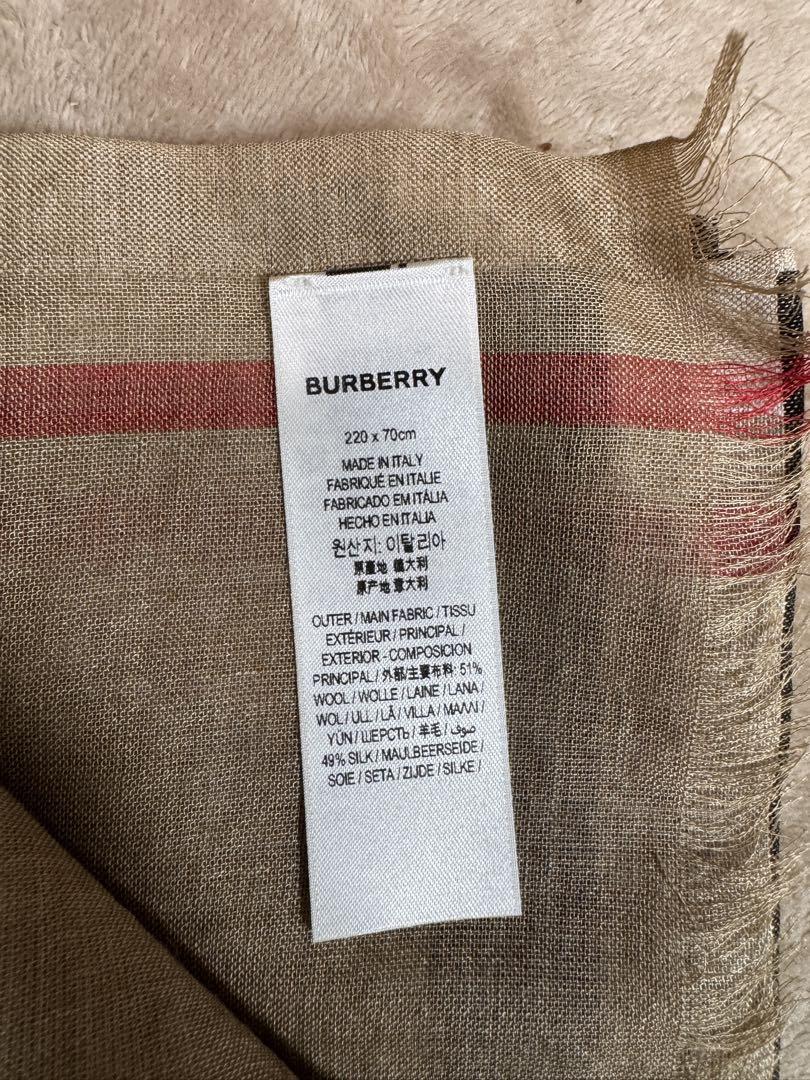 BURBERRY
220 x 70cm
MADE IN ITALY
FABRIQUÉ EN ITALIE
FABRICADO EM ITÁLIA
HECHO EN ITALIA
원산지: 이탈리아
原產地 義大利
原产地 意大利
OUTER / MAIN FABRIC / TISSU
EXTÉRIEUR / PRINCIPAL /
EXTERIOR - COMPOSICION
PRINCIPAL / 外部/主要布料: 51%
WOOL / WOLLE / LAINE / LANA /
WOL / ULL / LÃ / VILLA / ΜΑΛΛΙ /
YÜN / ШЕРСТЬ / 羊毛 / صوف /
49% SILK / MAULBEERSEIDE /
SOIE / SETA / ZIJDE / SILKE /